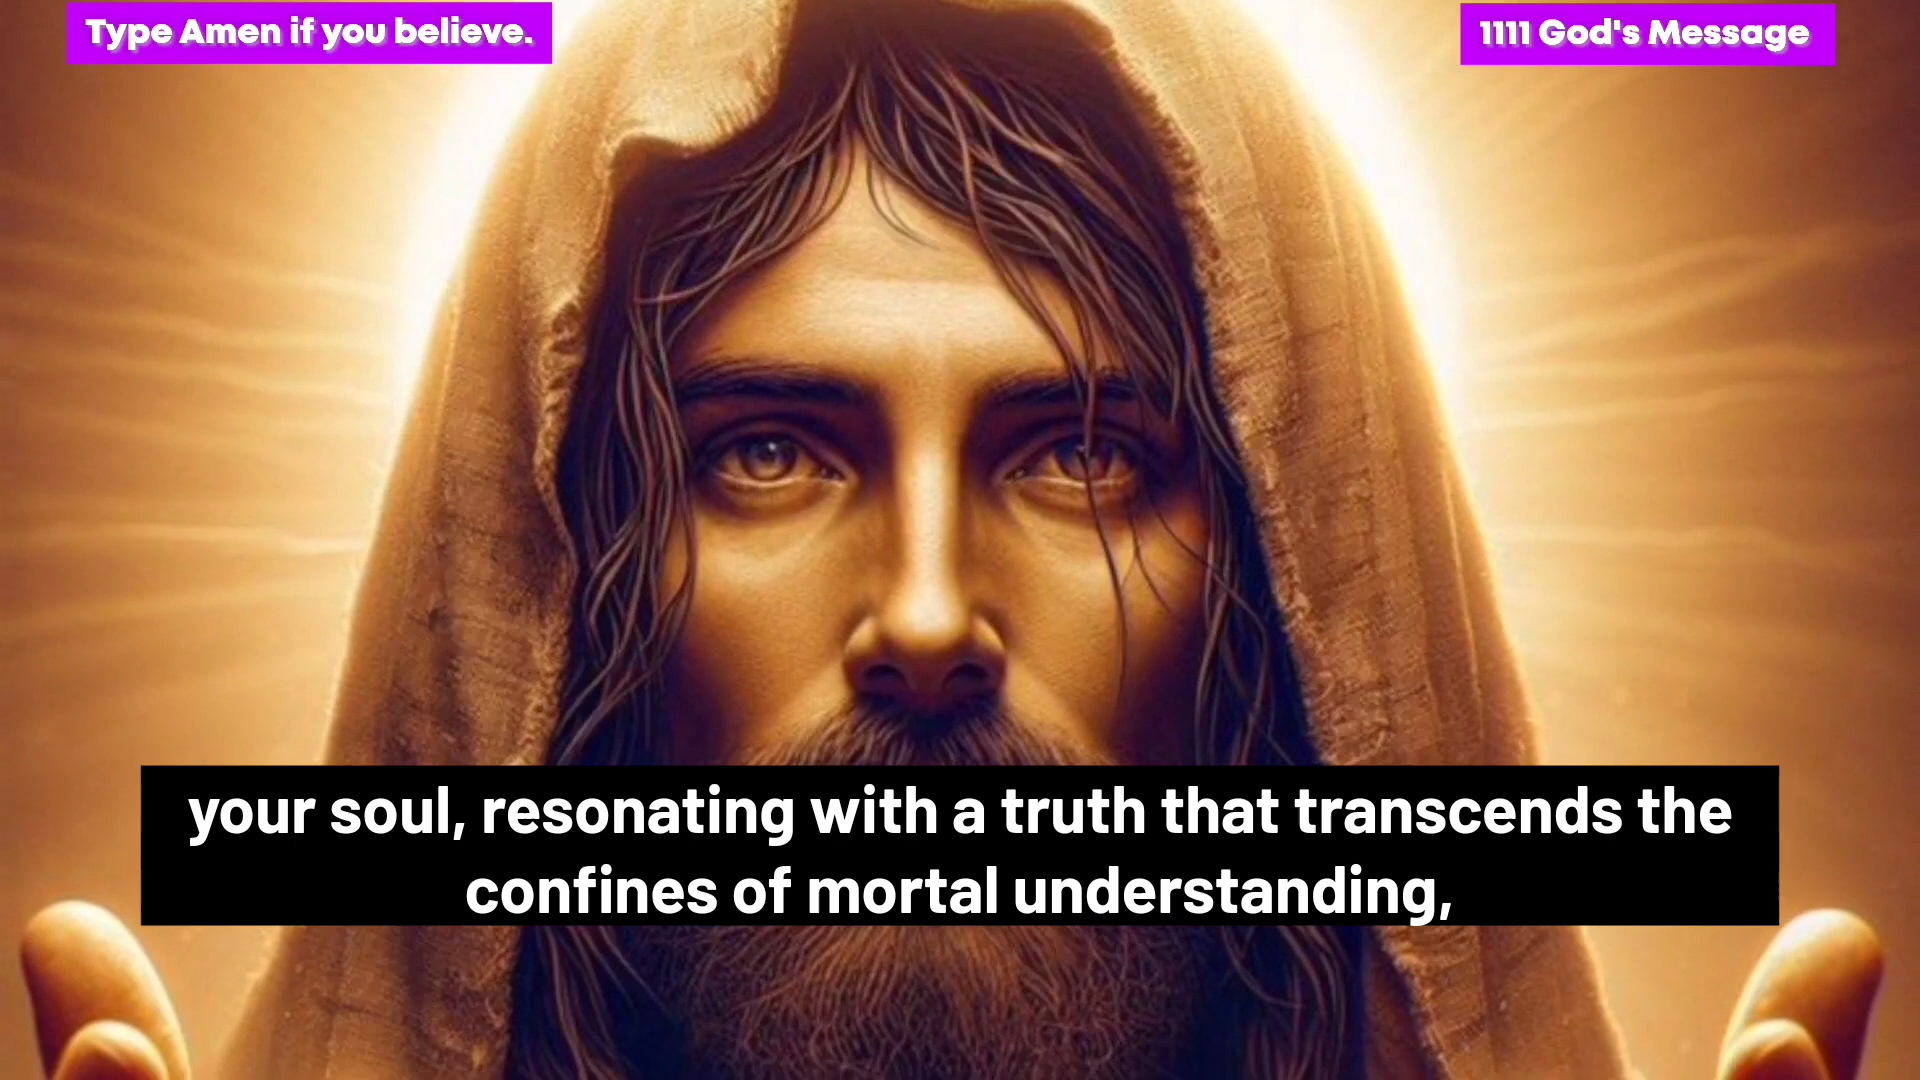 Type Amen if you believe.
1111 God's Message
your soul, resonating with a truth that transcends the
confines of mortal understanding,